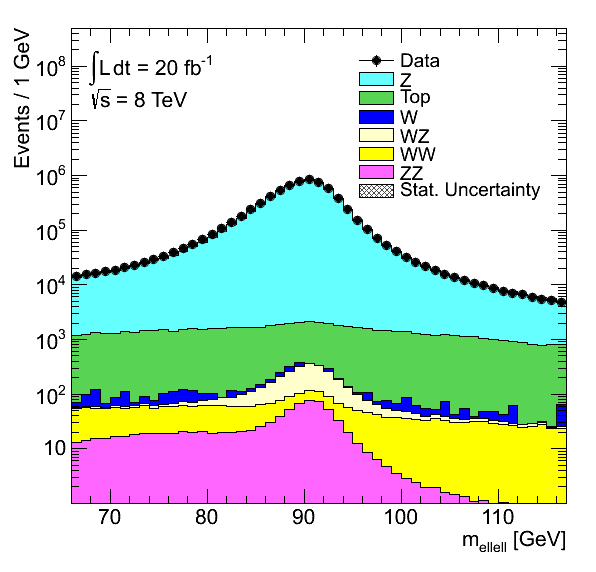 Events / 1 GeV
∫L dt = 20 fb⁻¹
√s = 8 TeV
Data
Z
Top
W
WZ
WW
ZZ
Stat. Uncertainty
10⁸
10⁷
10⁶
10⁵
10⁴
10³
10²
10
70 80 90 100 110
m_ellell [GeV]